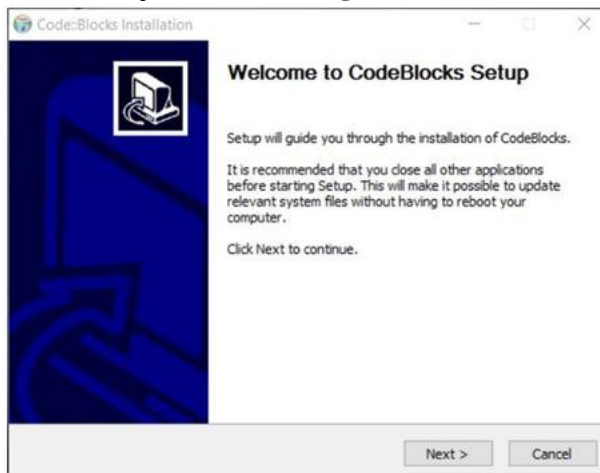 Code::Blocks Installation
Welcome to CodeBlocks Setup
Setup will guide you through the installation of CodeBlocks.
It is recommended that you close all other applications
before starting Setup. This will make it possible to update
relevant system files without having to reboot your
computer.
Click Next to continue.
Next >
Cancel